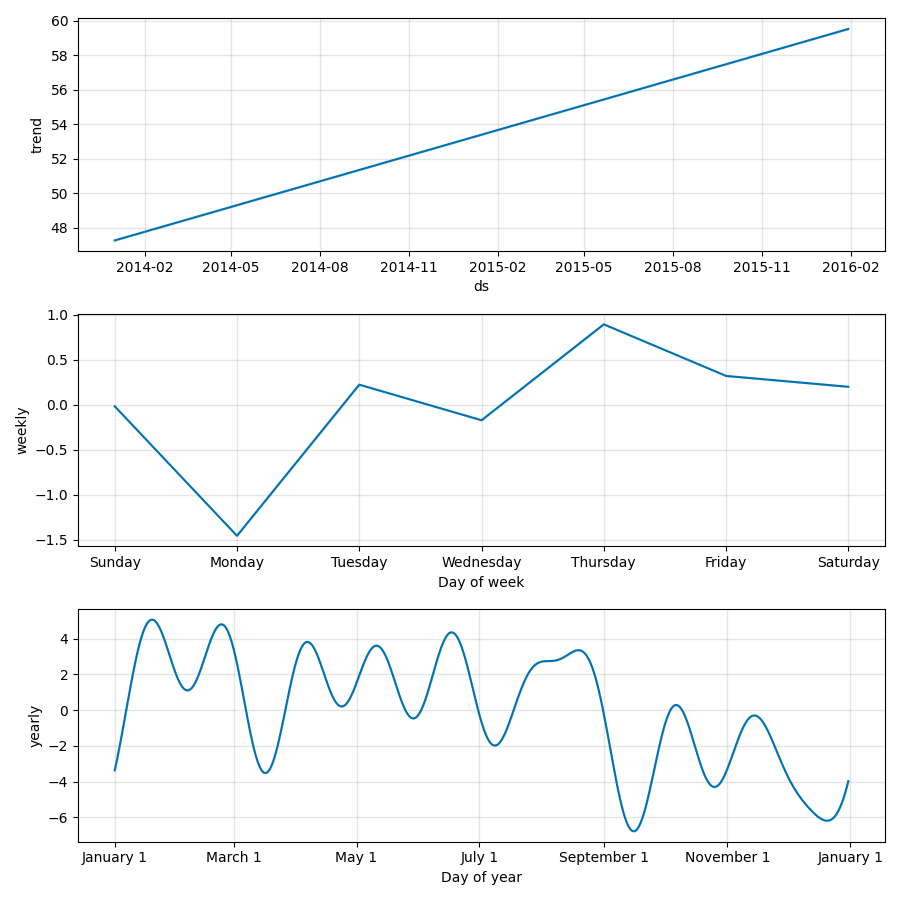 60
58
56
54
52
50
48
trend
2014-02 2014-05 2014-08 2014-11 2015-02 2015-05 2015-08 2015-11 2016-02
ds
1.0
0.5
0.0
−0.5
−1.0
−1.5
weekly
Sunday Monday Tuesday Wednesday Thursday Friday Saturday
Day of week
4
2
0
−2
−4
−6
yearly
January 1 March 1 May 1 July 1 September 1 November 1 January 1
Day of year